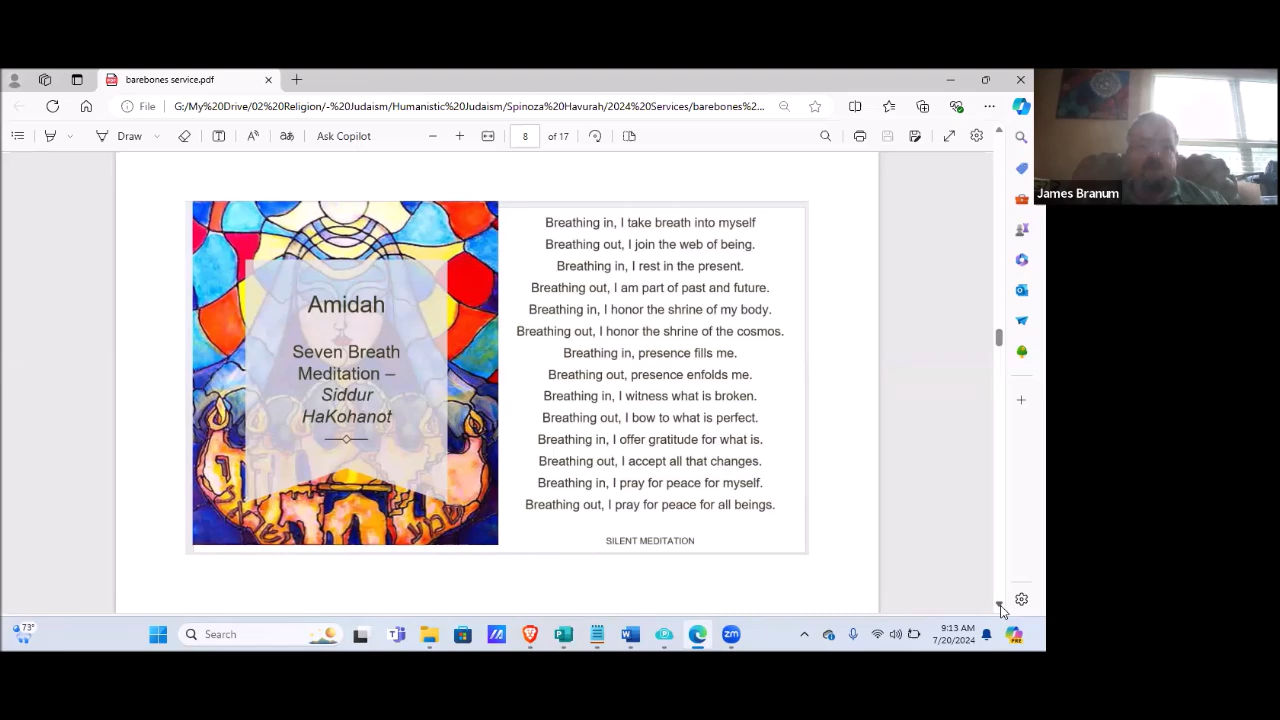 barebones service.pdf
File
G:/My%20Drive/02%20Religion/-%20Judaism/Humanistic%20Judaism/Spinoza%20Havurah/2024%20Services/barebones%2...
Draw
Ask Copilot
8 of 17
James Branum
Amidah
Seven Breath
Meditation –
Siddur
HaKohanot
Breathing in, I take breath into myself
Breathing out, I join the web of being.
Breathing in, I rest in the present.
Breathing out, I am part of past and future.
Breathing in, I honor the shrine of my body.
Breathing out, I honor the shrine of the cosmos.
Breathing in, presence fills me.
Breathing out, presence enfolds me.
Breathing in, I witness what is broken.
Breathing out, I bow to what is perfect.
Breathing in, I offer gratitude for what is.
Breathing out, I accept all that changes.
Breathing in, I pray for peace for myself.
Breathing out, I pray for peace for all beings.
SILENT MEDITATION
שמע
73°
Search
zm
9:13 AM
7/20/2024
PRE